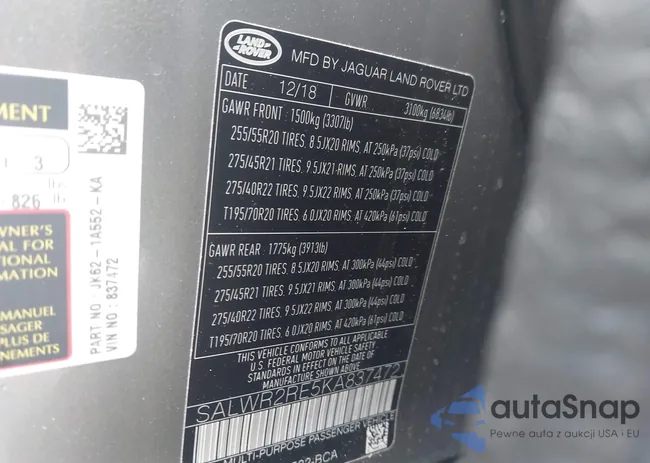 EMENT
3
lbs
826
WNER'S
AL FOR
TION
MANUEL
SAGER
PLUS DE
NEMENTS
PART NO : JK62 - 1A552 - KA
VIN NO : 837472
LAND
ROVER
MFD BY JAGUAR LAND ROVER LTD
DATE 12/18 GVWR 3100kg (6834lb)
GAWR FRONT: 1500kg (3307lb)
255/55R20 TIRES, 8.5JX20 RIMS, AT 250kPa (37psi) COLD
275/45R21 TIRES, 9.5JX21 RIMS, AT 250kPa (37psi) COLD
275/40R22 TIRES, 9.5JX22 RIMS, AT 250kPa (37psi) COLD
T195/70R20 TIRES, 6.0JX20 RIMS, AT 420kPa (61psi) COLD
GAWR REAR : 1775kg (3913lb)
255/55R20 TIRES, 8.5JX20 RIMS, AT 300kPa (44psi) COLD
275/45R21 TIRES, 9.5JX21 RIMS, AT 300kPa (44psi) COLD
275/40R22 TIRES, 9.5JX22 RIMS, AT 300kPa (44psi) COLD
T195/70R20 TIRES, 6.0JX20 RIMS, AT 420kPa (61psi) COLD
THIS VEHICLE CONFORMS TO ALL APPLICABLE
U.S. FEDERAL MOTOR VEHICLE SAFETY STANDARDS IN
EFFECT ON THE DATE OF MANUFACTURE SHOWN ABOVE.
SALWR2RE5KA837472
MULTI-PURPOSE PASSENGER VEHICLE
-BCA
autaSnap
Pewne auta z aukcji USA i EU